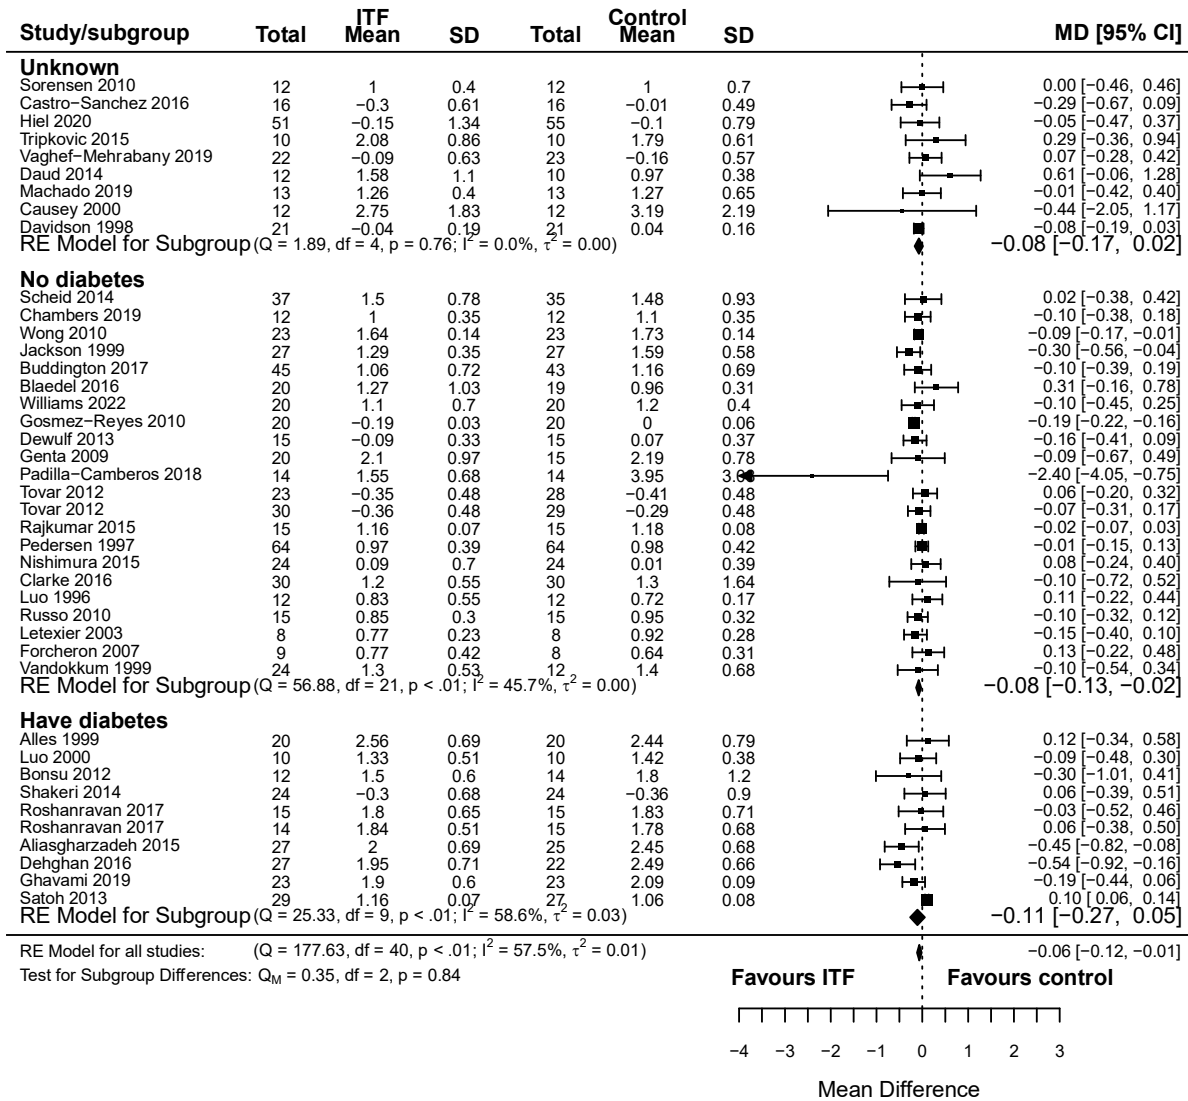 ITF Control
Study/subgroup Total Mean SD Total Mean SD MD [95% CI]
Unknown
Sorensen 2010 12 1 0.4 12 1 0.7 0.00 [−0.46, 0.46]
Castro−Sanchez 2016 16 −0.3 0.61 16 −0.01 0.49 −0.29 [−0.67, 0.09]
Hiel 2020 51 −0.15 1.34 55 −0.1 0.79 −0.05 [−0.47, 0.37]
Tripkovic 2015 10 2.08 0.86 10 1.79 0.61 0.29 [−0.36, 0.94]
Vaghef−Mehrabany 2019 22 −0.09 0.63 23 −0.16 0.57 0.07 [−0.28, 0.42]
Daud 2014 12 1.58 1.1 10 0.97 0.38 0.61 [−0.06, 1.28]
Machado 2019 13 1.26 0.4 13 1.27 0.65 −0.01 [−0.42, 0.40]
Causey 2000 12 2.75 1.83 12 3.19 2.19 −0.44 [−2.05, 1.17]
Davidson 1998 21 −0.04 0.19 21 0.04 0.16 −0.08 [−0.19, 0.03]
RE Model for Subgroup (Q = 1.89, df = 4, p = 0.76; I² = 0.0%, τ² = 0.00) −0.08 [−0.17, 0.02]
No diabetes
Scheid 2014 37 1.5 0.78 35 1.48 0.93 0.02 [−0.38, 0.42]
Chambers 2019 12 1 0.35 12 1.1 0.35 −0.10 [−0.38, 0.18]
Wong 2010 23 1.64 0.14 23 1.73 0.14 −0.09 [−0.17, −0.01]
Jackson 1999 27 1.29 0.35 27 1.59 0.58 −0.30 [−0.56, −0.04]
Buddington 2017 45 1.06 0.72 43 1.16 0.69 −0.10 [−0.39, 0.19]
Blaedel 2016 20 1.27 1.03 19 0.96 0.31 0.31 [−0.16, 0.78]
Williams 2022 20 1.1 0.7 20 1.2 0.4 −0.10 [−0.45, 0.25]
Gosmez−Reyes 2010 20 −0.19 0.03 20 0 0.06 −0.19 [−0.22, −0.16]
Dewulf 2013 15 −0.09 0.33 15 0.07 0.37 −0.16 [−0.41, 0.09]
Genta 2009 20 2.1 0.97 15 2.19 0.78 −0.09 [−0.67, 0.49]
Padilla−Camberos 2018 14 1.55 0.68 14 3.95 −2.40 [−4.05, −0.75]
Tovar 2012 23 −0.35 0.48 28 −0.41 0.48 0.06 [−0.20, 0.32]
Tovar 2012 30 −0.36 0.48 29 −0.29 0.48 −0.07 [−0.31, 0.17]
Rajkumar 2015 15 1.16 0.07 15 1.18 0.08 −0.02 [−0.07, 0.03]
Pedersen 1997 64 0.97 0.39 64 0.98 0.42 −0.01 [−0.15, 0.13]
Nishimura 2015 24 0.09 0.7 24 0.01 0.39 0.08 [−0.24, 0.40]
Clarke 2016 30 1.2 0.55 30 1.3 1.64 −0.10 [−0.72, 0.52]
Luo 1996 12 0.83 0.55 12 0.72 0.17 0.11 [−0.22, 0.44]
Russo 2010 15 0.85 0.3 15 0.95 0.32 −0.10 [−0.32, 0.12]
Letexier 2003 8 0.77 0.23 8 0.92 0.28 −0.15 [−0.40, 0.10]
Forcheron 2007 9 0.77 0.42 8 0.64 0.31 0.13 [−0.22, 0.48]
Vandokkum 1999 24 1.3 0.53 12 1.4 0.68 −0.10 [−0.54, 0.34]
RE Model for Subgroup (Q = 56.88, df = 21, p < .01; I² = 45.7%, τ² = 0.00) −0.08 [−0.13, −0.02]
Have diabetes
Alles 1999 20 2.56 0.69 20 2.44 0.79 0.12 [−0.34, 0.58]
Luo 2000 10 1.33 0.51 10 1.42 0.38 −0.09 [−0.48, 0.30]
Bonsu 2012 12 1.5 0.6 14 1.8 1.2 −0.30 [−1.01, 0.41]
Shakeri 2014 24 −0.3 0.68 24 −0.36 0.9 0.06 [−0.39, 0.51]
Roshanravan 2017 15 1.8 0.65 15 1.83 0.71 −0.03 [−0.52, 0.46]
Roshanravan 2017 14 1.84 0.51 15 1.78 0.68 0.06 [−0.38, 0.50]
Aliasgharzadeh 2015 27 2 0.69 25 2.45 0.68 −0.45 [−0.82, −0.08]
Dehghan 2016 27 1.95 0.71 22 2.49 0.66 −0.54 [−0.92, −0.16]
Ghavami 2019 23 1.9 0.6 23 2.09 0.09 −0.19 [−0.44, 0.06]
Satoh 2013 29 1.16 0.07 27 1.06 0.08 0.10 [0.06, 0.14]
RE Model for Subgroup (Q = 25.33, df = 9, p < .01; I² = 58.6%, τ² = 0.03) −0.11 [−0.27, 0.05]
RE Model for all studies: (Q = 177.63, df = 40, p < .01; I² = 57.5%, τ² = 0.01) −0.06 [−0.12, −0.01]
Test for Subgroup Differences: Q_M = 0.35, df = 2, p = 0.84
Favours ITF Favours control
−4 −3 −2 −1 0 1 2 3
Mean Difference